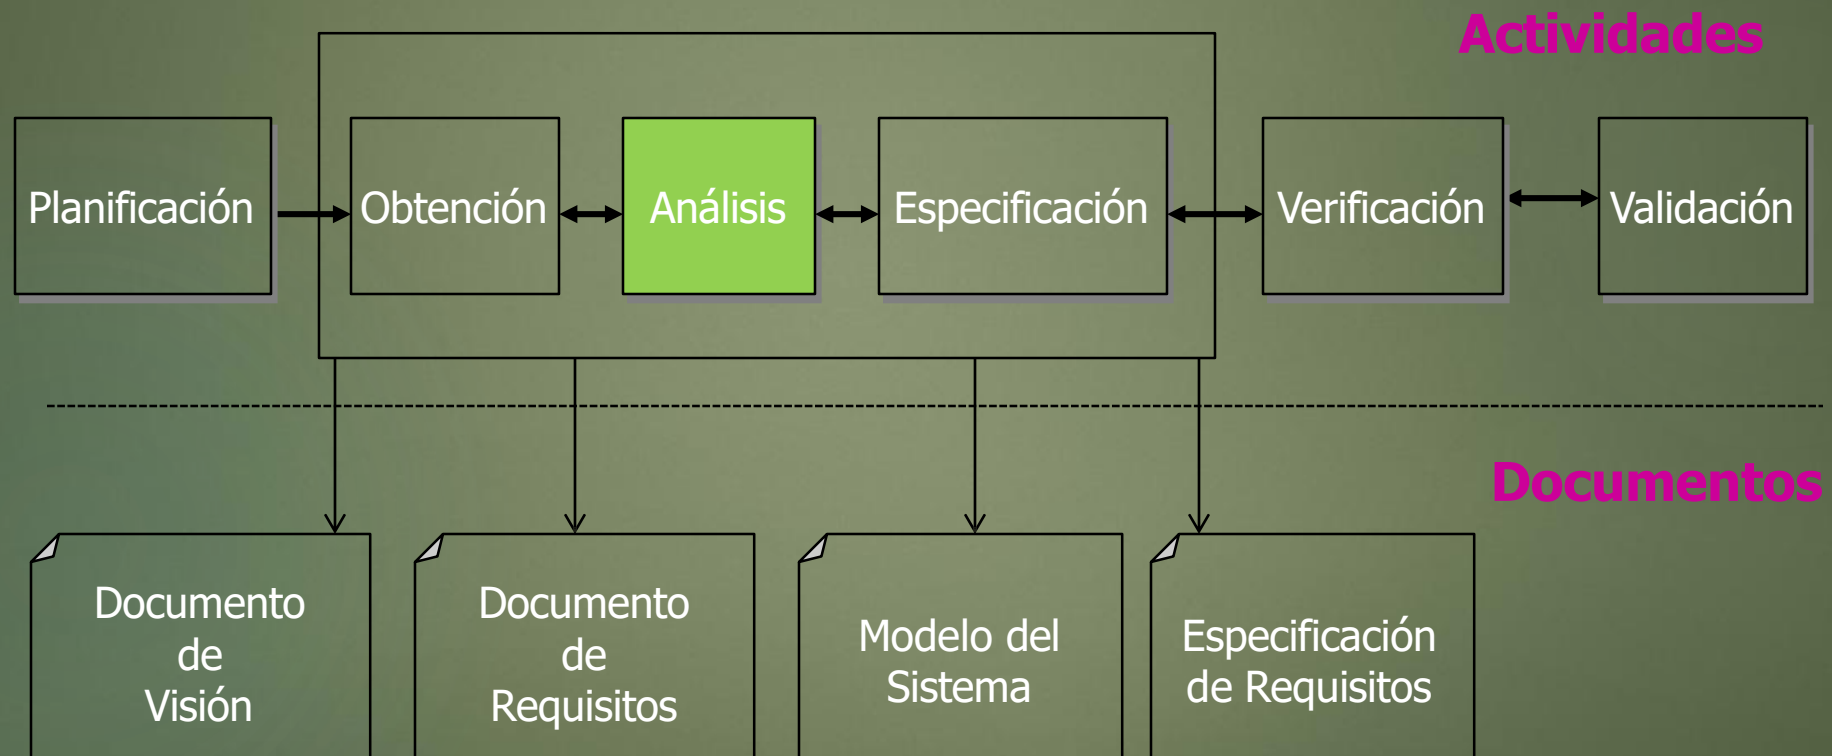 Actividades
Planificación
Obtención
Análisis
Especificación
Verificación
Validación
Documentos
Documento
de
Visión
Documento
de
Requisitos
Modelo del
Sistema
Especificación
de Requisitos